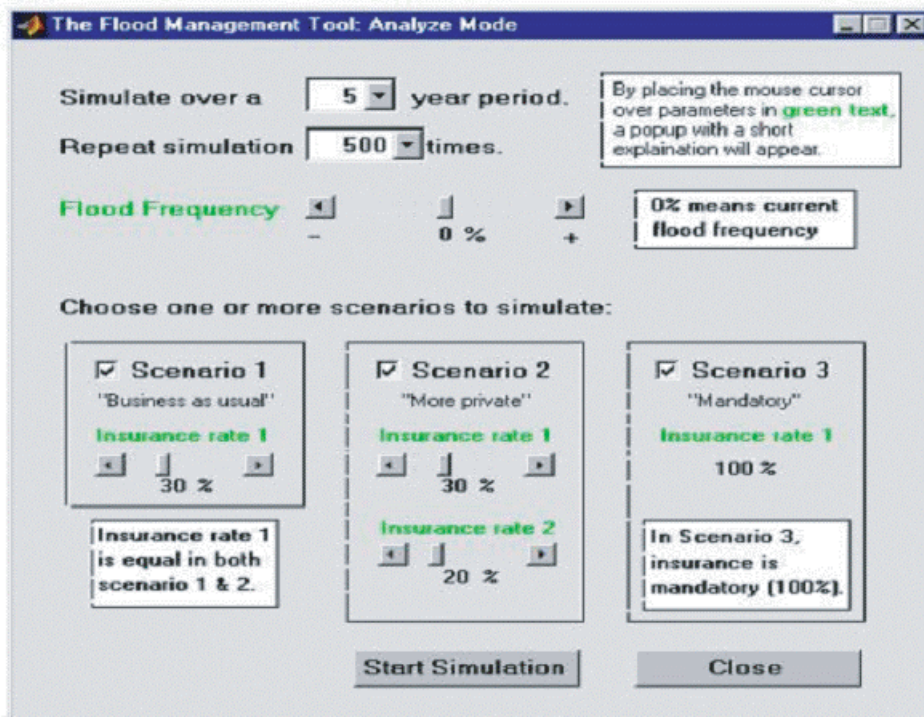 The Flood Management Tool: Analyze Mode
Simulate over a 5 year period.
Repeat simulation 500 times.
By placing the mouse cursor
over parameters in green text,
a popup with a short
explaination will appear.
Flood Frequency
- 0 % +
0% means current
flood frequency
Choose one or more scenarios to simulate:
Scenario 1
"Business as usual"
Insurance rate 1
30 %
Insurance rate 1
is equal in both
scenario 1 & 2.
Scenario 2
"More private"
Insurance rate 1
30 %
Insurance rate 2
20 %
Scenario 3
"Mandatory"
Insurance rate 1
100 %
In Scenario 3,
insurance is
mandatory (100%).
Start Simulation
Close